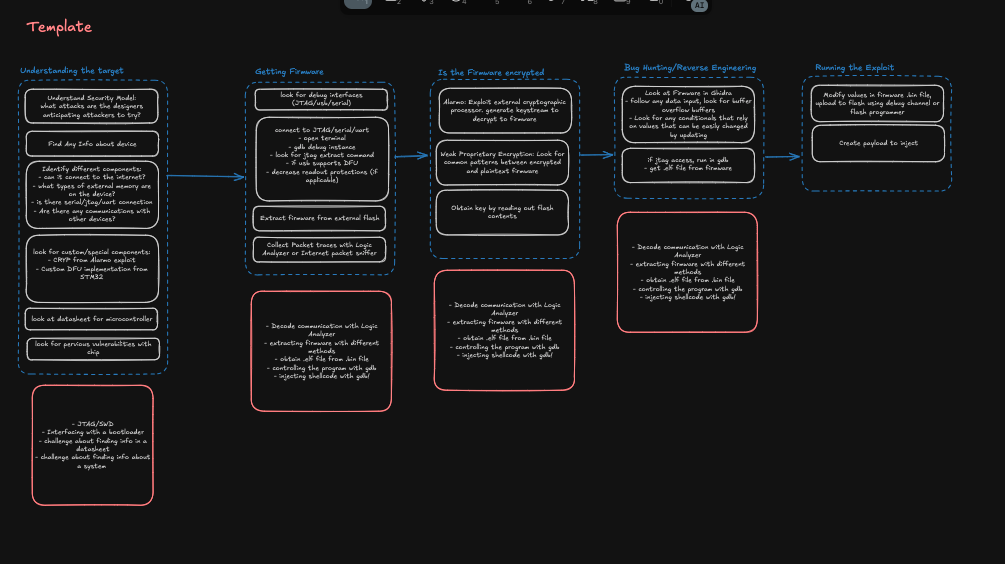 Template
Understanding the target
Understand Security Model:
what attacks are the designers
anticipating attackers to try?
Find Any Info about device
Identify different components:
- can it connect to the internet?
- what types of external memory are
on the device?
- is there serial/jtag/uart connection
- Are there any communications with
other devices?
look for custom/special components:
- CRYP from Alarmo exploit
- Custom DFU implementation from
STM32
look at datasheet for microcontroller
look for pervious vulnerabilities with
chip
- JTAG/SWD
- Interfacing with a bootloader
- challenge about finding info in a
datasheet
- challenge about finding info about
a system
Getting Firmware
look for debug interfaces
(JTAG/usb/serial)
connect to JTAG/serial/uart
- open terminal
- gdb debug instance
- look for jtag extract command
- if usb supports DFU
- decrease readout protections (if
applicable)
Extract firmware from external flash
Collect Packet traces with Logic
Analyzer or Internet packet sniffer
- Decode communication with Logic
Analyzer
- extracting firmware with different
methods
- obtain .elf file from .bin file
- controlling the program with gdb
- injecting shellcode with gdb!
Is the Firmware encrypted
Alarmo: Exploit external cryptographic
processor: generate keystream to
decrypt to firmware
Weak Proprietary Encryption: Look for
common patterns between encrypted
and plaintext firmware
Obtain key by reading out flash
contents
- Decode communication with Logic
Analyzer
- extracting firmware with different
methods
- obtain .elf file from .bin file
- controlling the program with gdb
- injecting shellcode with gdb!
Bug Hunting/Reverse Engineering
Look at Firmware in Ghidra
- follow any data input, look for buffer
overflow buffers
- Look for any conditionals that rely
on values that can be easily changed
by updating
if jtag access, run in gdb
- get .elf file from firmware
- Decode communication with Logic
Analyzer
- extracting firmware with different
methods
- obtain .elf file from .bin file
- controlling the program with gdb
- injecting shellcode with gdb!
Running the Exploit
Modify values in firmware .bin file,
upload to flash using debug channel or
flash programmer
Create payload to inject
AI